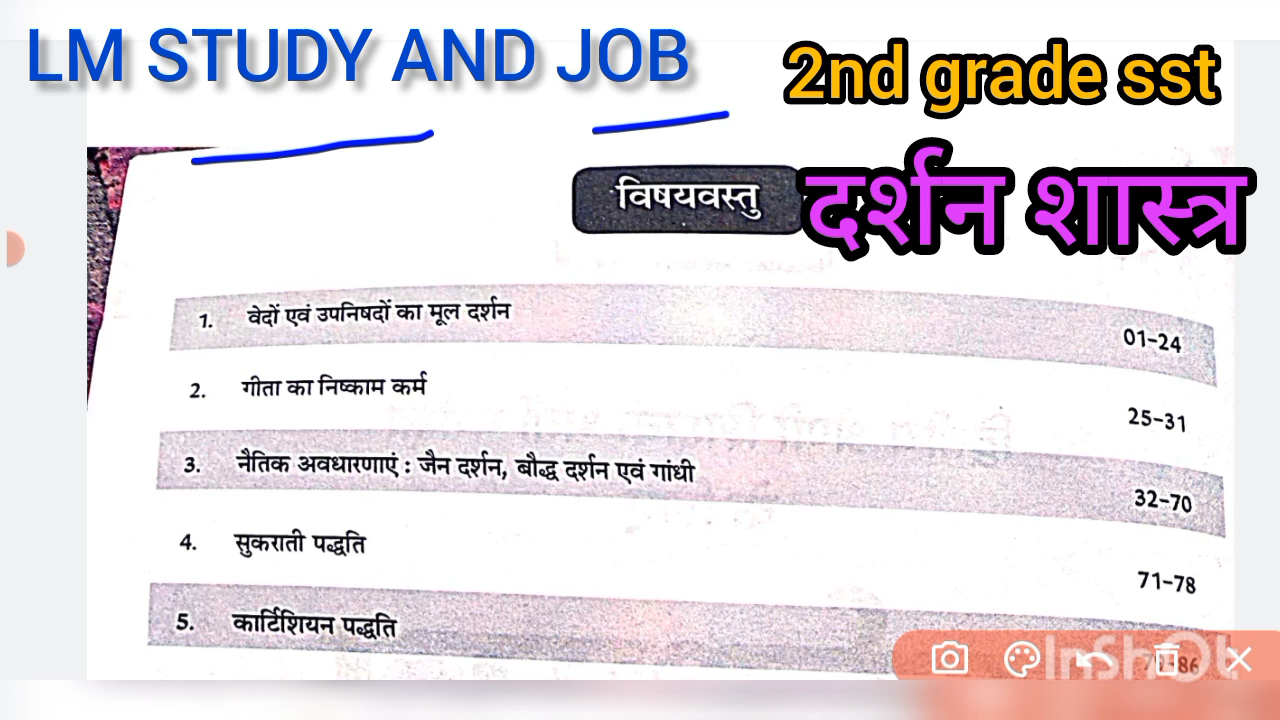 LM STUDY AND JOB
2nd grade sst
दर्शन शास्त्र
विषयवस्तु
1. वेदों एवं उपनिषदों का मूल दर्शन 01-24
2. गीता का निष्काम कर्म 25-31
3. नैतिक अवधारणाएं : जैन दर्शन, बौद्ध दर्शन एवं गांधी 32-70
4. सुकराती पद्धति 71-78
5. कार्टिशियन पद्धति
InShOt